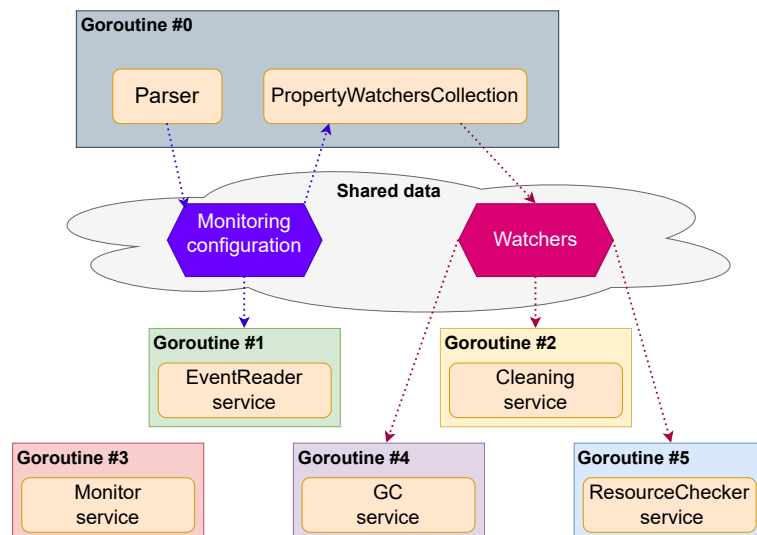 Goroutine #0
Parser
PropertyWatchersCollection
Shared data
Monitoring
configuration
Watchers
Goroutine #1
EventReader
service
Goroutine #2
Cleaning
service
Goroutine #3
Monitor
service
Goroutine #4
GC
service
Goroutine #5
ResourceChecker
service